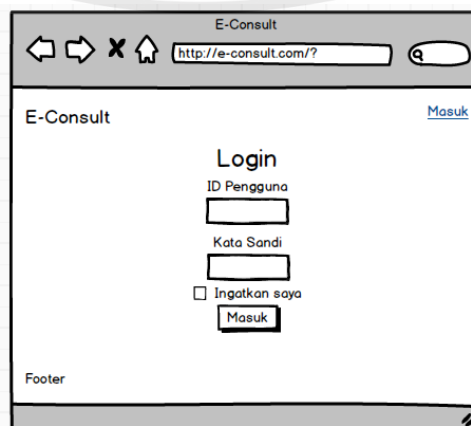 E-Consult
http://e-consult.com/?
E-Consult
Masuk
Login
ID Pengguna
Kata Sandi
Ingatkan saya
Masuk
Footer